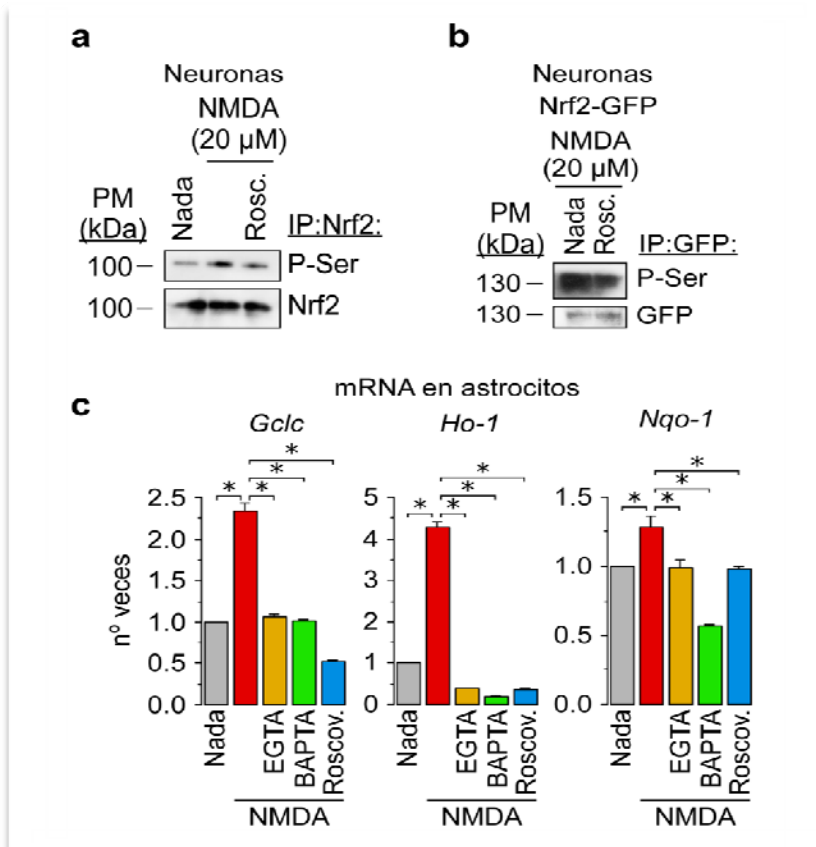 a
Neuronas
NMDA
(20 µM)
PM
(kDa)
Nada
Rosc.
IP:Nrf2:
100
P-Ser
100
Nrf2
b
Neuronas
Nrf2-GFP
NMDA
(20 µM)
PM
(kDa)
Nada
Rosc.
IP:GFP:
130
P-Ser
130
GFP
c
mRNA en astrocitos
Gclc
Ho-1
Nqo-1
nº veces
* * * *
2.5
2.0
1.5
1.0
0.5
0.0
Nada
EGTA
BAPTA
Roscov.
NMDA
* * * *
5
4
3
2
1
0
Nada
EGTA
BAPTA
Roscov.
NMDA
* * * *
1.5
1.0
0.5
0.0
Nada
EGTA
BAPTA
Roscov.
NMDA